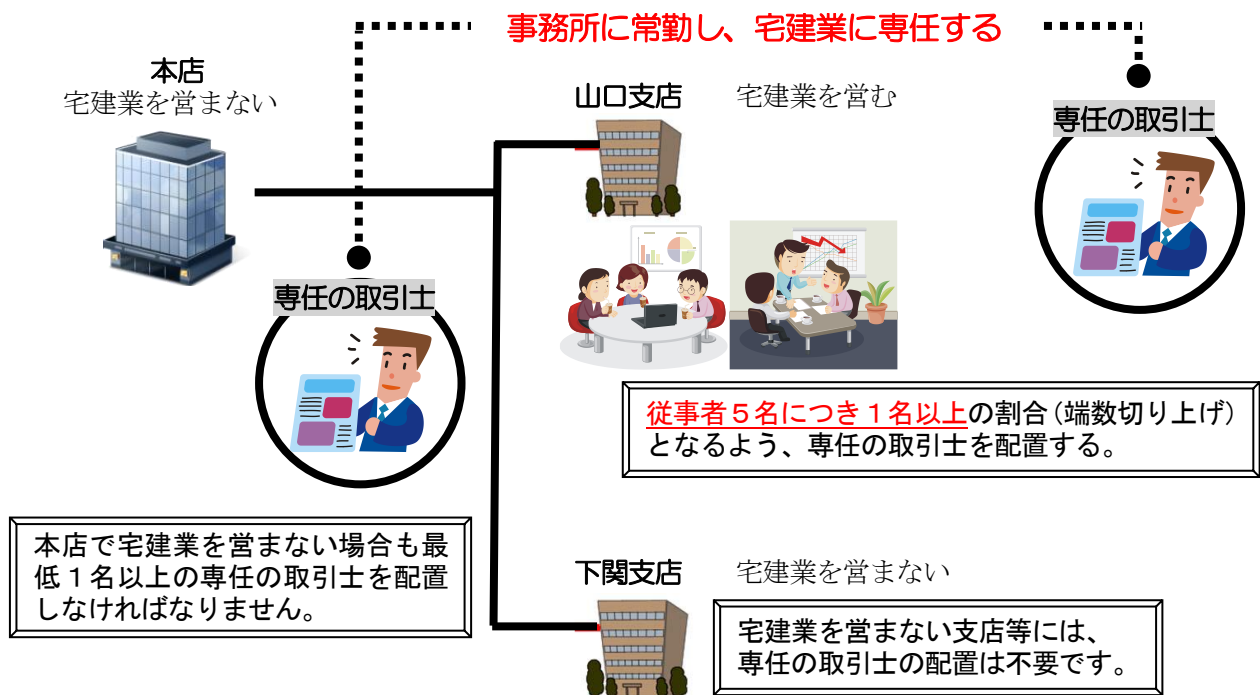 事務所に常勤し、宅建業に専任する
本店
宅建業を営まない
山口支店 宅建業を営む
専任の取引士
専任の取引士
従事者５名につき１名以上の割合(端数切り上げ)
となるよう、専任の取引士を配置する。
本店で宅建業を営まない場合も最
低１名以上の専任の取引士を配置
しなければなりません。
下関支店 宅建業を営まない
宅建業を営まない支店等には、
専任の取引士の配置は不要です。